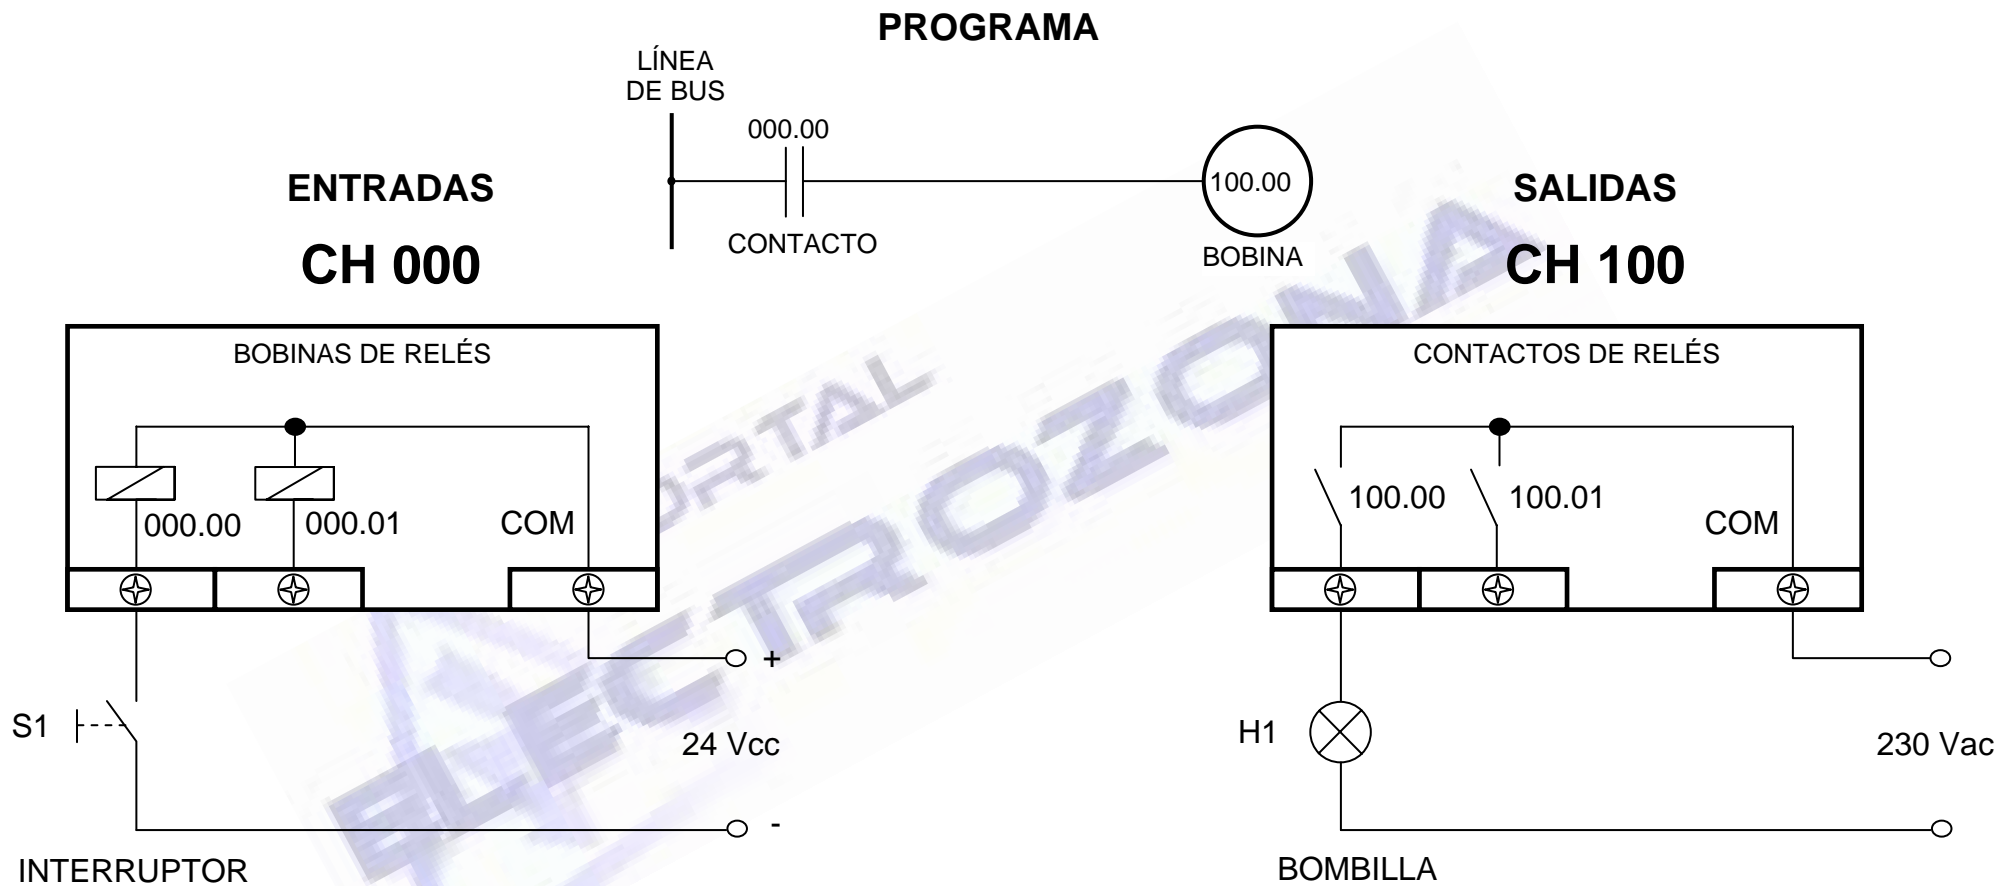 PROGRAMA
LÍNEA
DE BUS
000.00
100.00
CONTACTO
BOBINA
ENTRADAS
CH 000
SALIDAS
CH 100
BOBINAS DE RELÉS
000.00
000.01
COM
CONTACTOS DE RELÉS
100.00
100.01
COM
S1
+
24 Vcc
-
INTERRUPTOR
H1
230 Vac
BOMBILLA
ELECTROZONA